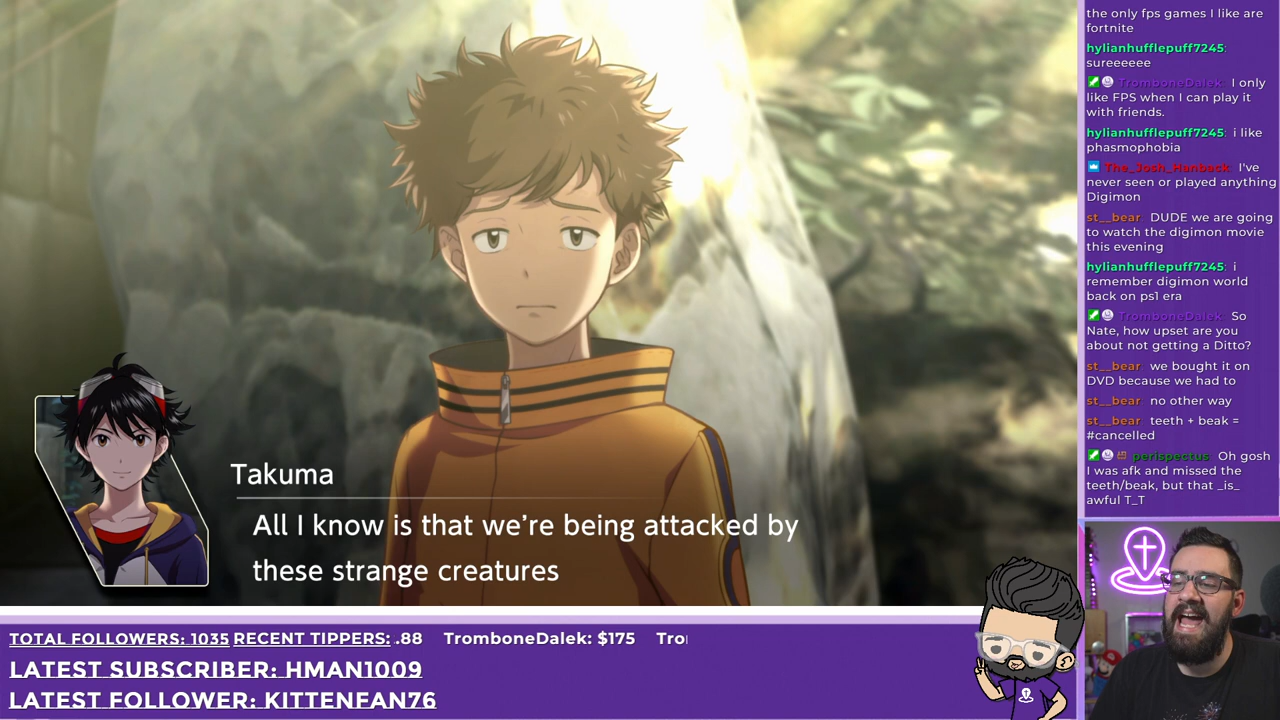 the only fps games I like are
fortnite
hylianhufflepuff7245:
sureeeeee
TromboneDalek: I only
like FPS when I can play it
with friends.
hylianhufflepuff7245: i like
phasmophobia
The_Josh_Hanback: I've
never seen or played anything
Digimon
st__bear: DUDE we are going
to watch the digimon movie
this evening
hylianhufflepuff7245: i
remember digimon world
back on ps1 era
TromboneDalek: So
Nate, how upset are you
about not getting a Ditto?
st__bear: we bought it on
DVD because we had to
st__bear: no other way
st__bear: teeth + beak =
#cancelled
perispectus: Oh gosh
I was afk and missed the
teeth/beak, but that _is_
awful T_T
Takuma
All I know is that we're being attacked by
these strange creatures
TOTAL FOLLOWERS: 1035 RECENT TIPPERS: .88 TromboneDalek: $175 Tro
LATEST SUBSCRIBER: HMAN1009
LATEST FOLLOWER: KITTENFAN76